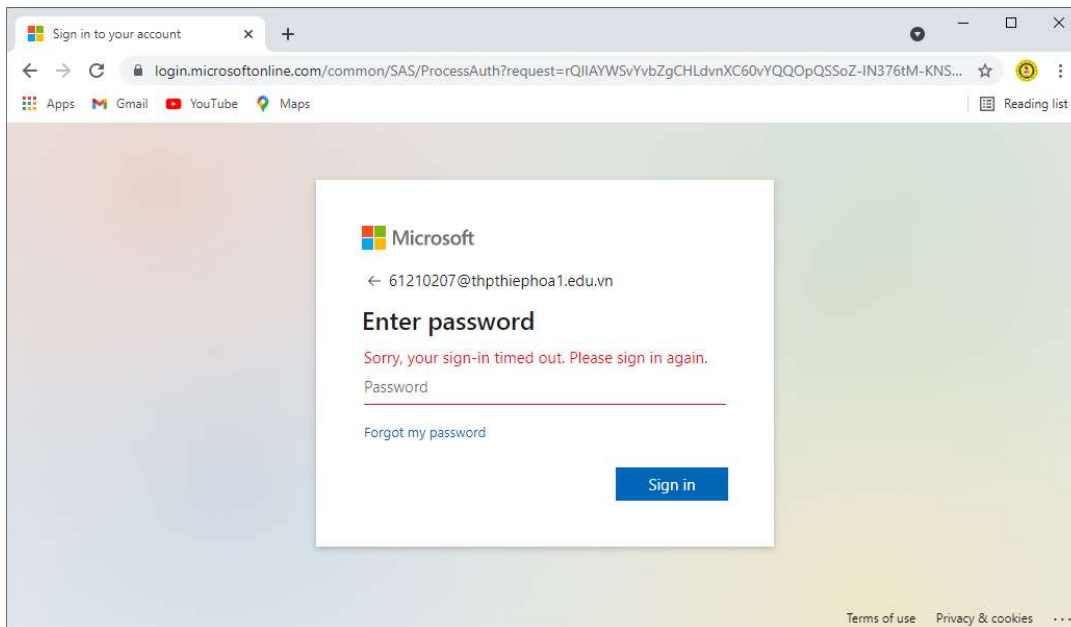 Sign in to your account
login.microsoftonline.com/common/SAS/ProcessAuth?request=rQIIAYWSvYvbZgCHLdvnXC60vYQQOpQSSoZ-IN376tM-KNS...
Apps Gmail YouTube Maps Reading list
Microsoft
← 61210207@thpthiephoa1.edu.vn
Enter password
Sorry, your sign-in timed out. Please sign in again.
Password
Forgot my password
Sign in
Terms of use Privacy & cookies ...